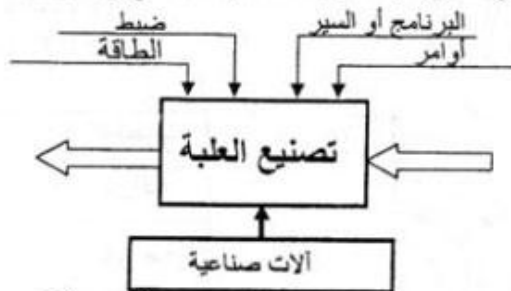 البرنامج أو السير
ضبط
أوامر
الطاقة
تصنيع العلبة
آلات صناعية